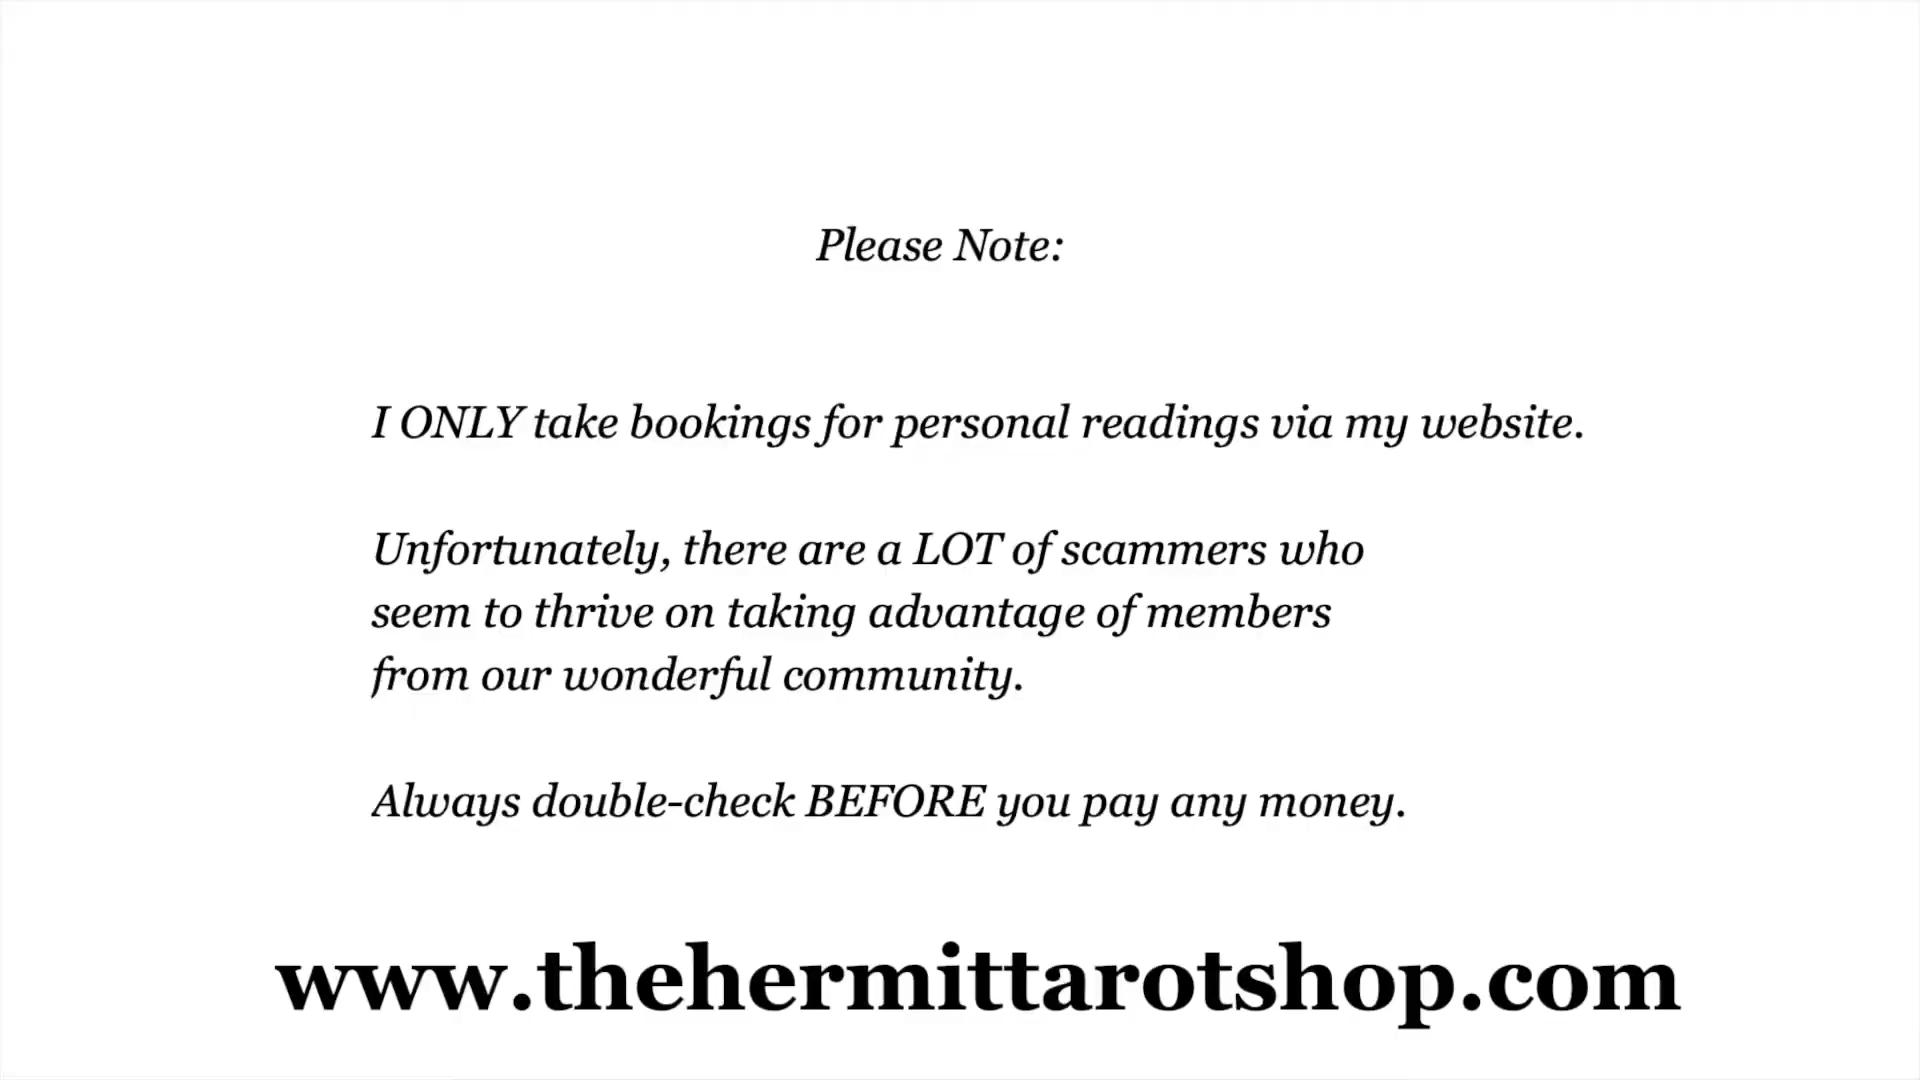 Please Note:
I ONLY take bookings for personal readings via my website.
Unfortunately, there are a LOT of scammers who
seem to thrive on taking advantage of members
from our wonderful community.
Always double-check BEFORE you pay any money.
www.thehermittarotshop.com